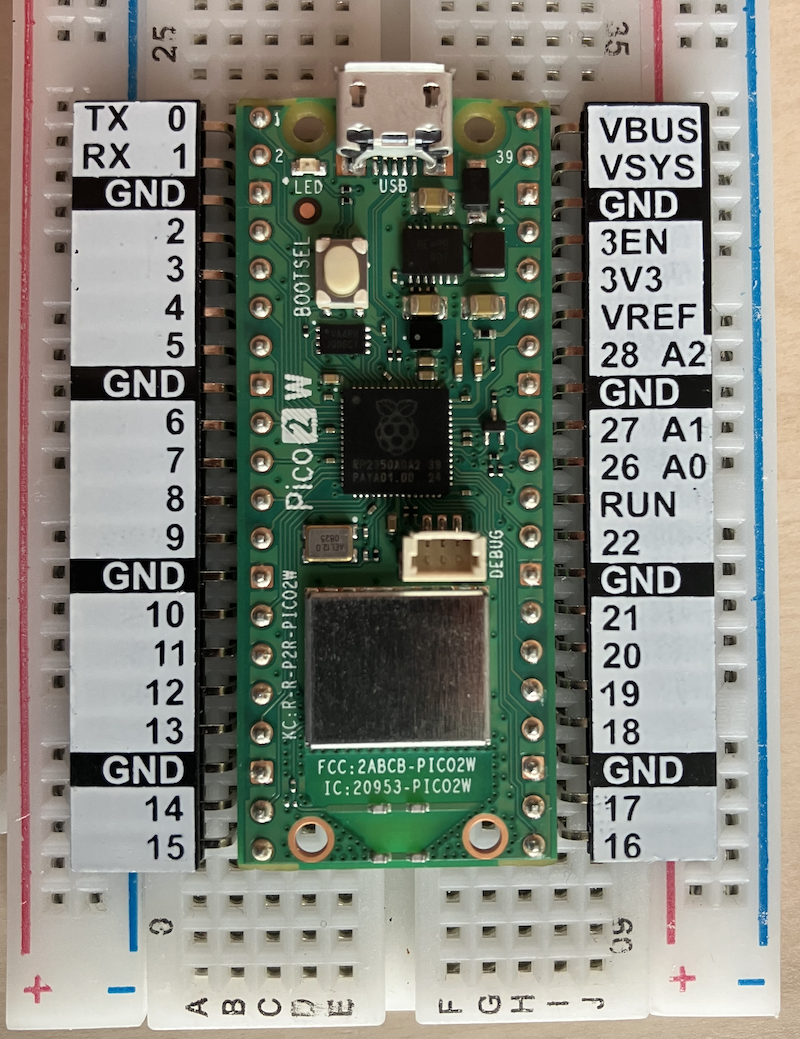 25
35
TX 0
RX 1
GND
2
3
4
5
GND
6
7
8
9
GND
10
11
12
13
GND
14
15
1
2
39
LED
USB
BOOTSEL
Pico 2 W
RP2350A0A2
24
DEBUG
KC:R-R-P2R-PICO2W
FCC:2ABCB-PICO2W
IC:20953-PICO2W
VBUS
VSYS
GND
3EN
3V3
VREF
28 A2
GND
27 A1
26 A0
RUN
22
GND
21
20
19
18
GND
17
16
60
+
−
A B C D E
F G H I J
+
−